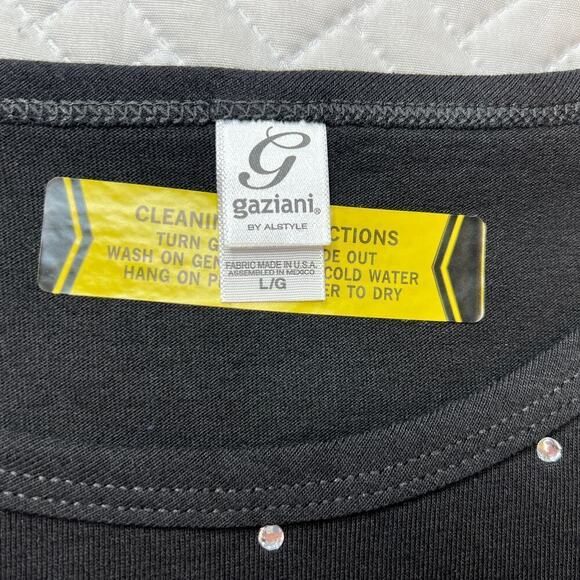 G
gaziani®
BY ALSTYLE
FABRIC MADE IN U.S.A.
ASSEMBLED IN MEXICO
L/G
CLEANIN CTIONS
TURN G DE OUT
WASH ON GEN COLD WATER
HANG ON P ER TO DRY